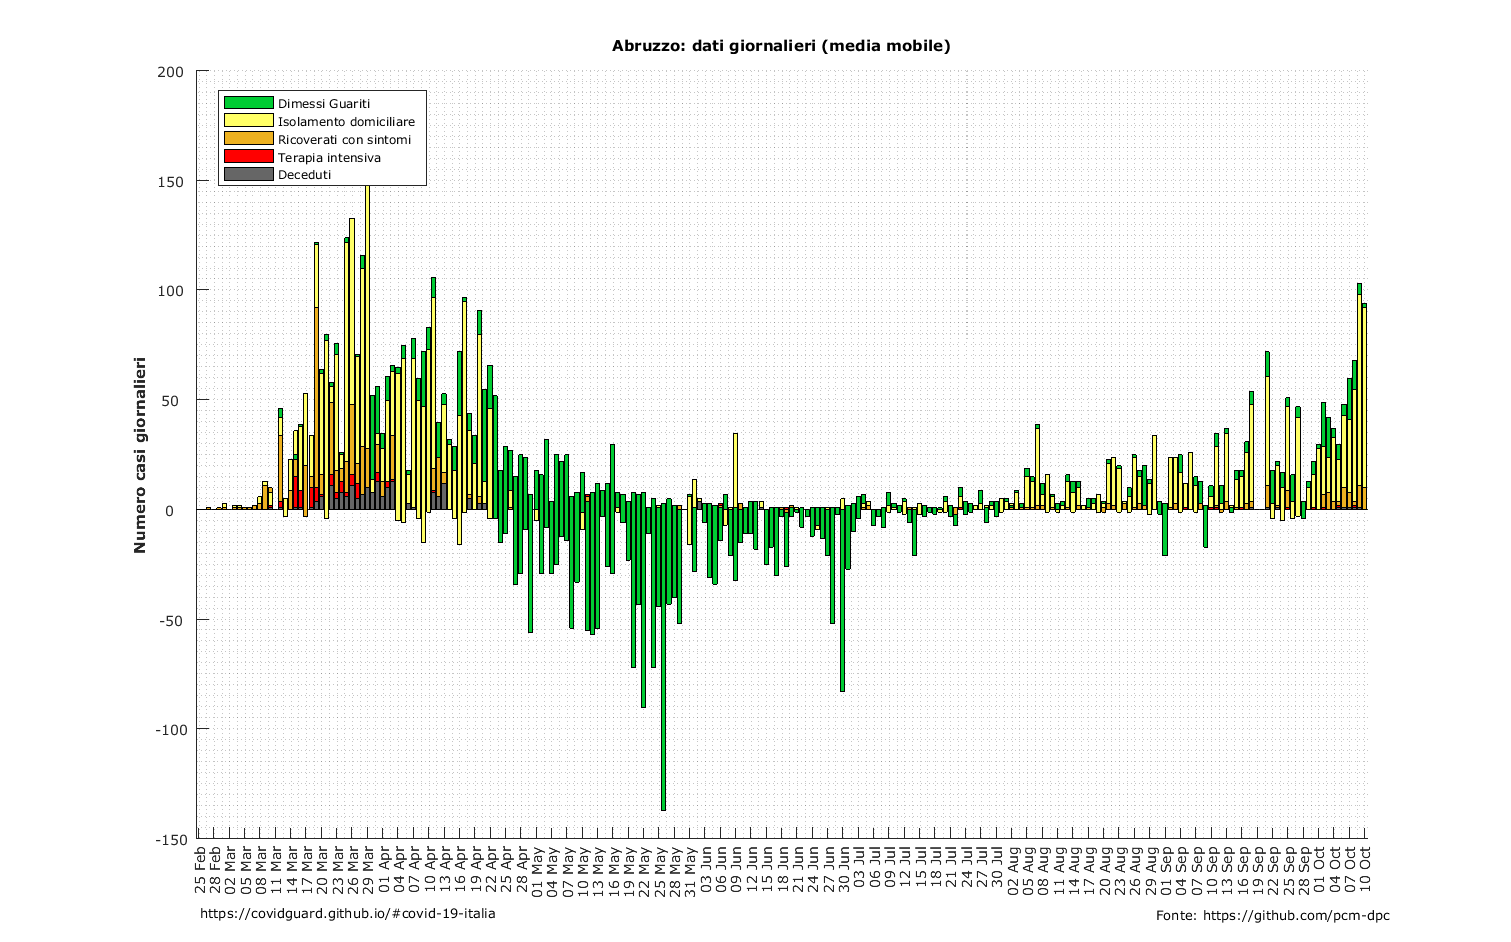 Abruzzo: dati giornalieri (media mobile)
Numero casi giornalieri
200
150
100
50
0
-50
-100
-150
Dimessi Guariti
Isolamento domiciliare
Ricoverati con sintomi
Terapia intensiva
Deceduti
25 Feb
28 Feb
02 Mar
05 Mar
08 Mar
11 Mar
14 Mar
17 Mar
20 Mar
23 Mar
26 Mar
29 Mar
01 Apr
04 Apr
07 Apr
10 Apr
13 Apr
16 Apr
19 Apr
22 Apr
25 Apr
28 Apr
01 May
04 May
07 May
10 May
13 May
16 May
19 May
22 May
25 May
28 May
31 May
03 Jun
06 Jun
09 Jun
12 Jun
15 Jun
18 Jun
21 Jun
24 Jun
27 Jun
30 Jun
03 Jul
06 Jul
09 Jul
12 Jul
15 Jul
18 Jul
21 Jul
24 Jul
27 Jul
30 Jul
02 Aug
05 Aug
08 Aug
11 Aug
14 Aug
17 Aug
20 Aug
23 Aug
26 Aug
29 Aug
01 Sep
04 Sep
07 Sep
10 Sep
13 Sep
16 Sep
19 Sep
22 Sep
25 Sep
28 Sep
01 Oct
04 Oct
07 Oct
10 Oct
https://covidguard.github.io/#covid-19-italia
Fonte: https://github.com/pcm-dpc